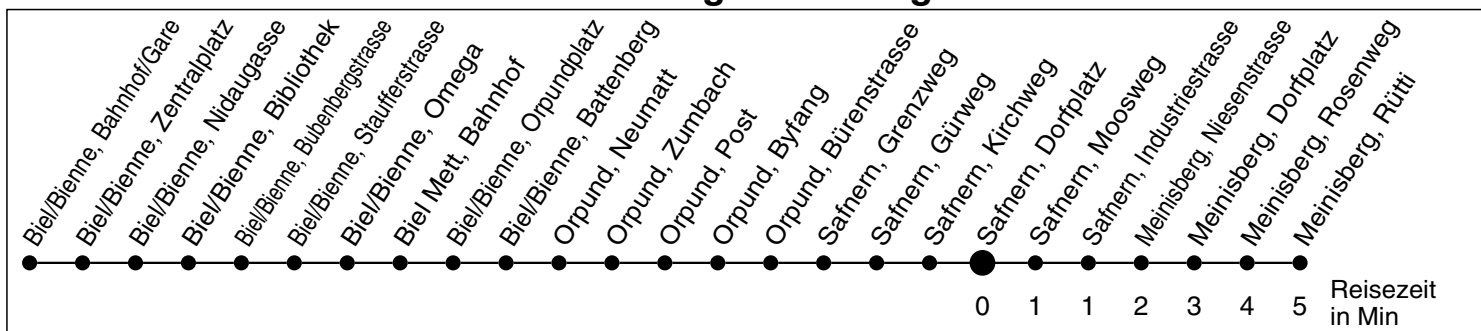 Biel/Bienne, Bahnhof/Gare
Biel/Bienne, Zentralplatz
Biel/Bienne, Nidaugasse
Biel/Bienne, Bibliothek
Biel/Bienne, Bubenbergstrasse
Biel/Bienne, Staufferstrasse
Biel/Bienne, Omega
Biel Mett, Bahnhof
Biel/Bienne, Orpundplatz
Biel/Bienne, Battenberg
Orpund, Neumatt
Orpund, Zumbach
Orpund, Post
Orpund, Byfang
Orpund, Bürenstrasse
Safnern, Grenzweg
Safnern, Gürweg
Safnern, Kirchweg
Safnern, Dorfplatz
Safnern, Moosweg
Safnern, Industriestrasse
Meinisberg, Niesenstrasse
Meinisberg, Dorfplatz
Meinisberg, Rosenweg
Meinisberg, Rütti
0 1 1 2 3 4 5 Reisezeit
in Min